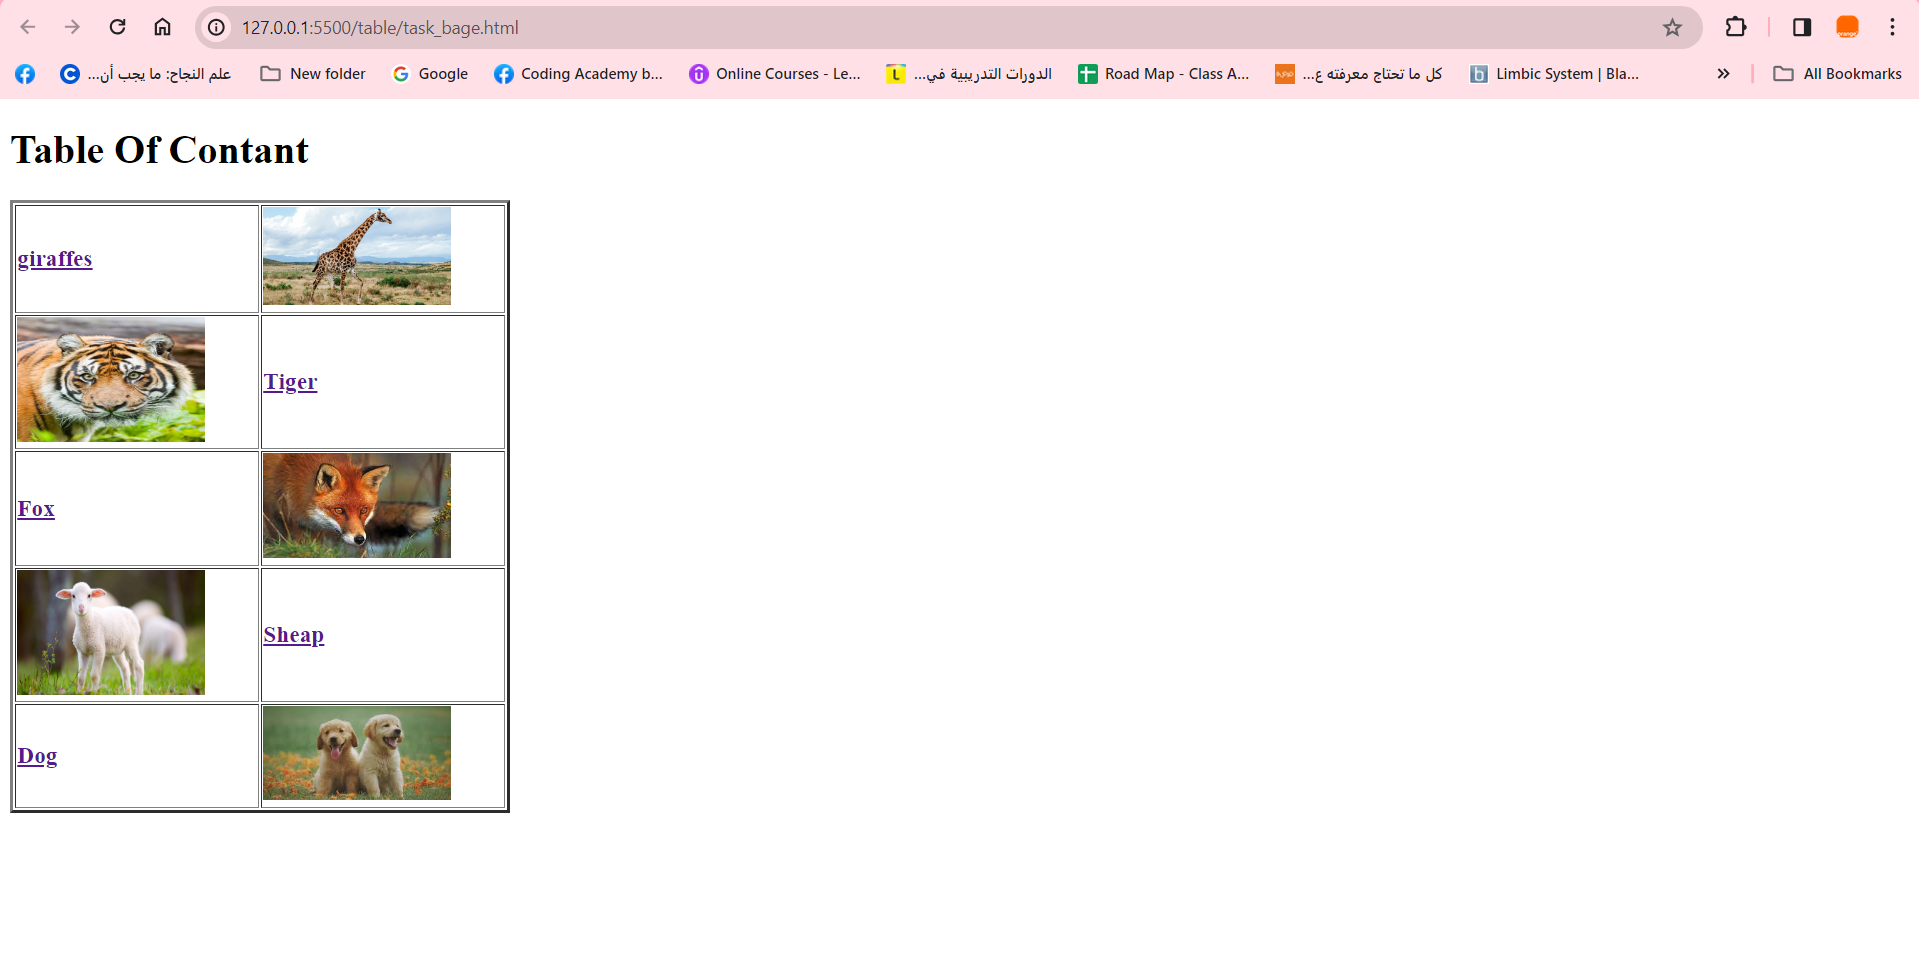 127.0.0.1:5500/table/task_bage.html
علم النجاح: ما يجب أن...
New folder
Google
Coding Academy b...
Online Courses - Le...
الدورات التدريبية في...
Road Map - Class A...
كل ما تحتاج معرفته ع...
Limbic System | Bla...
All Bookmarks
Table Of Contant
giraffes
Tiger
Fox
Sheap
Dog